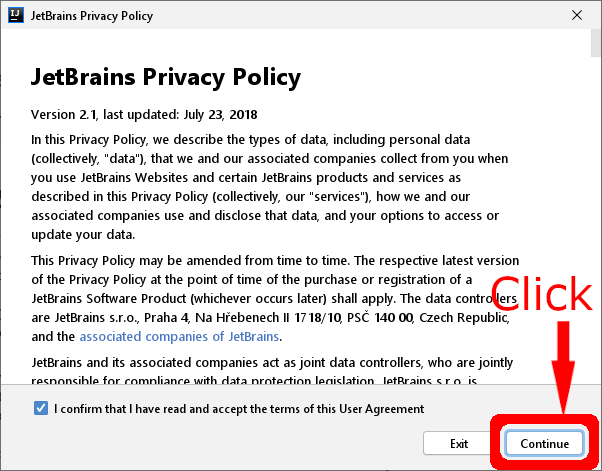 IJ JetBrains Privacy Policy
JetBrains Privacy Policy
Version 2.1, last updated: July 23, 2018
In this Privacy Policy, we describe the types of data, including personal data
(collectively, "data"), that we and our associated companies collect from you when
you use JetBrains Websites and certain JetBrains products and services as
described in this Privacy Policy (collectively, our "services"), how we and our
associated companies use and disclose that data, and your options to access or
update your data.
This Privacy Policy may be amended from time to time. The respective latest version
of the Privacy Policy at the point of time of the purchase or registration of a
JetBrains Software Product (whichever occurs later) shall apply. The data controllers
are JetBrains s.r.o., Praha 4, Na Hřebenech II 1718/10, PSČ 140 00, Czech Republic,
and the associated companies of JetBrains.
JetBrains and its associated companies act as joint data controllers, who are jointly
responsible for compliance with data protection legislation. JetBrains s.r.o. is
Click
I confirm that I have read and accept the terms of this User Agreement
Exit
Continue